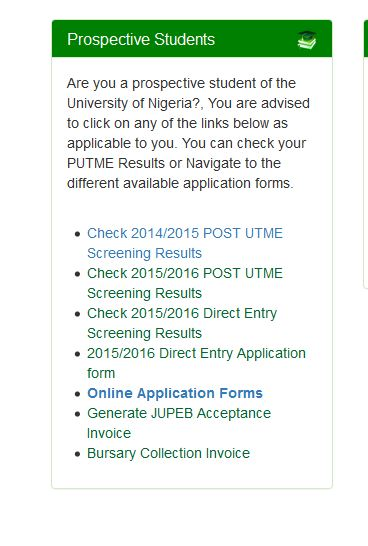 Prospective Students
Are you a prospective student of the
University of Nigeria?, You are advised
to click on any of the links below as
applicable to you. You can check your
PUTME Results or Navigate to the
different available application forms.
Check 2014/2015 POST UTME
Screening Results
Check 2015/2016 POST UTME
Screening Results
Check 2015/2016 Direct Entry
Screening Results
2015/2016 Direct Entry Application
form
Online Application Forms
Generate JUPEB Acceptance
Invoice
Bursary Collection Invoice